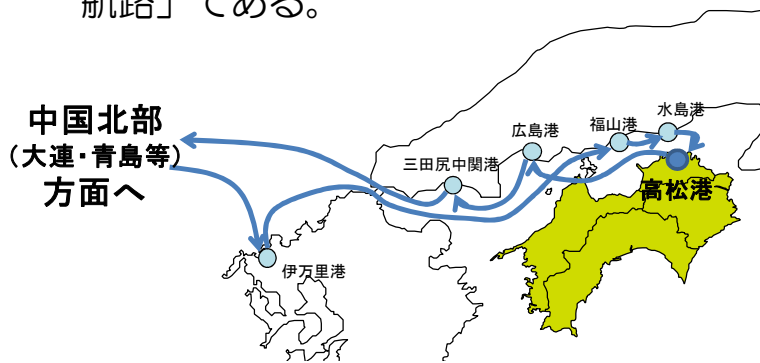 航路」である。
中国北部
（大連・青島等）
方面へ
水島港
福山港
広島港
三田尻中関港
高松港
伊万里港